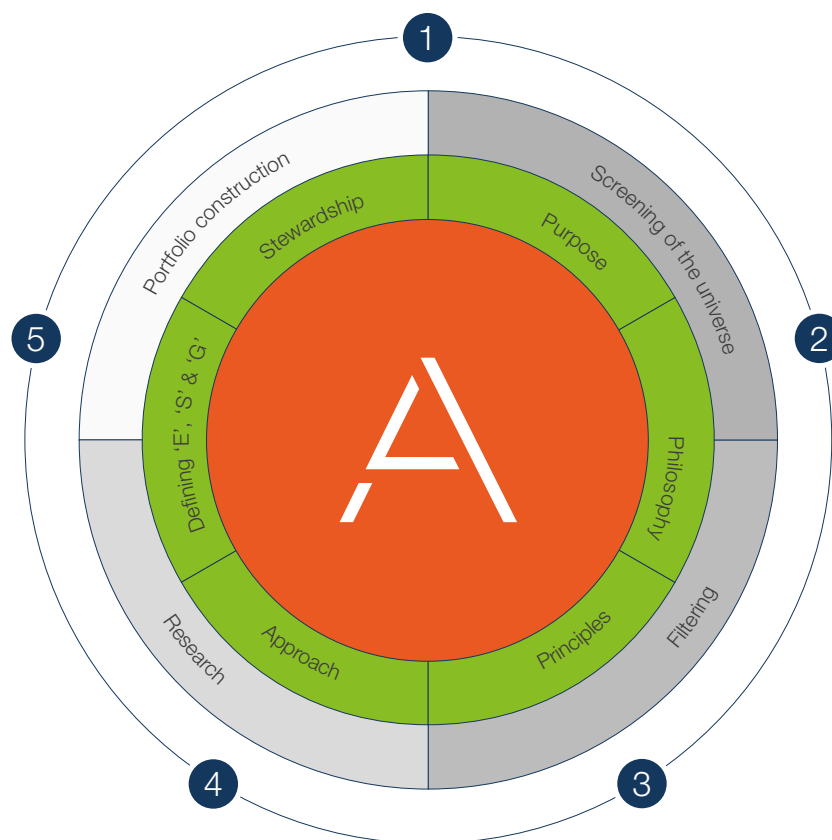 1
2
3
4
5
Screening of the universe
Filtering
Research
Portfolio construction
Purpose
Philosophy
Principles
Approach
Defining ‘E’, ‘S’ & ‘G’
Stewardship